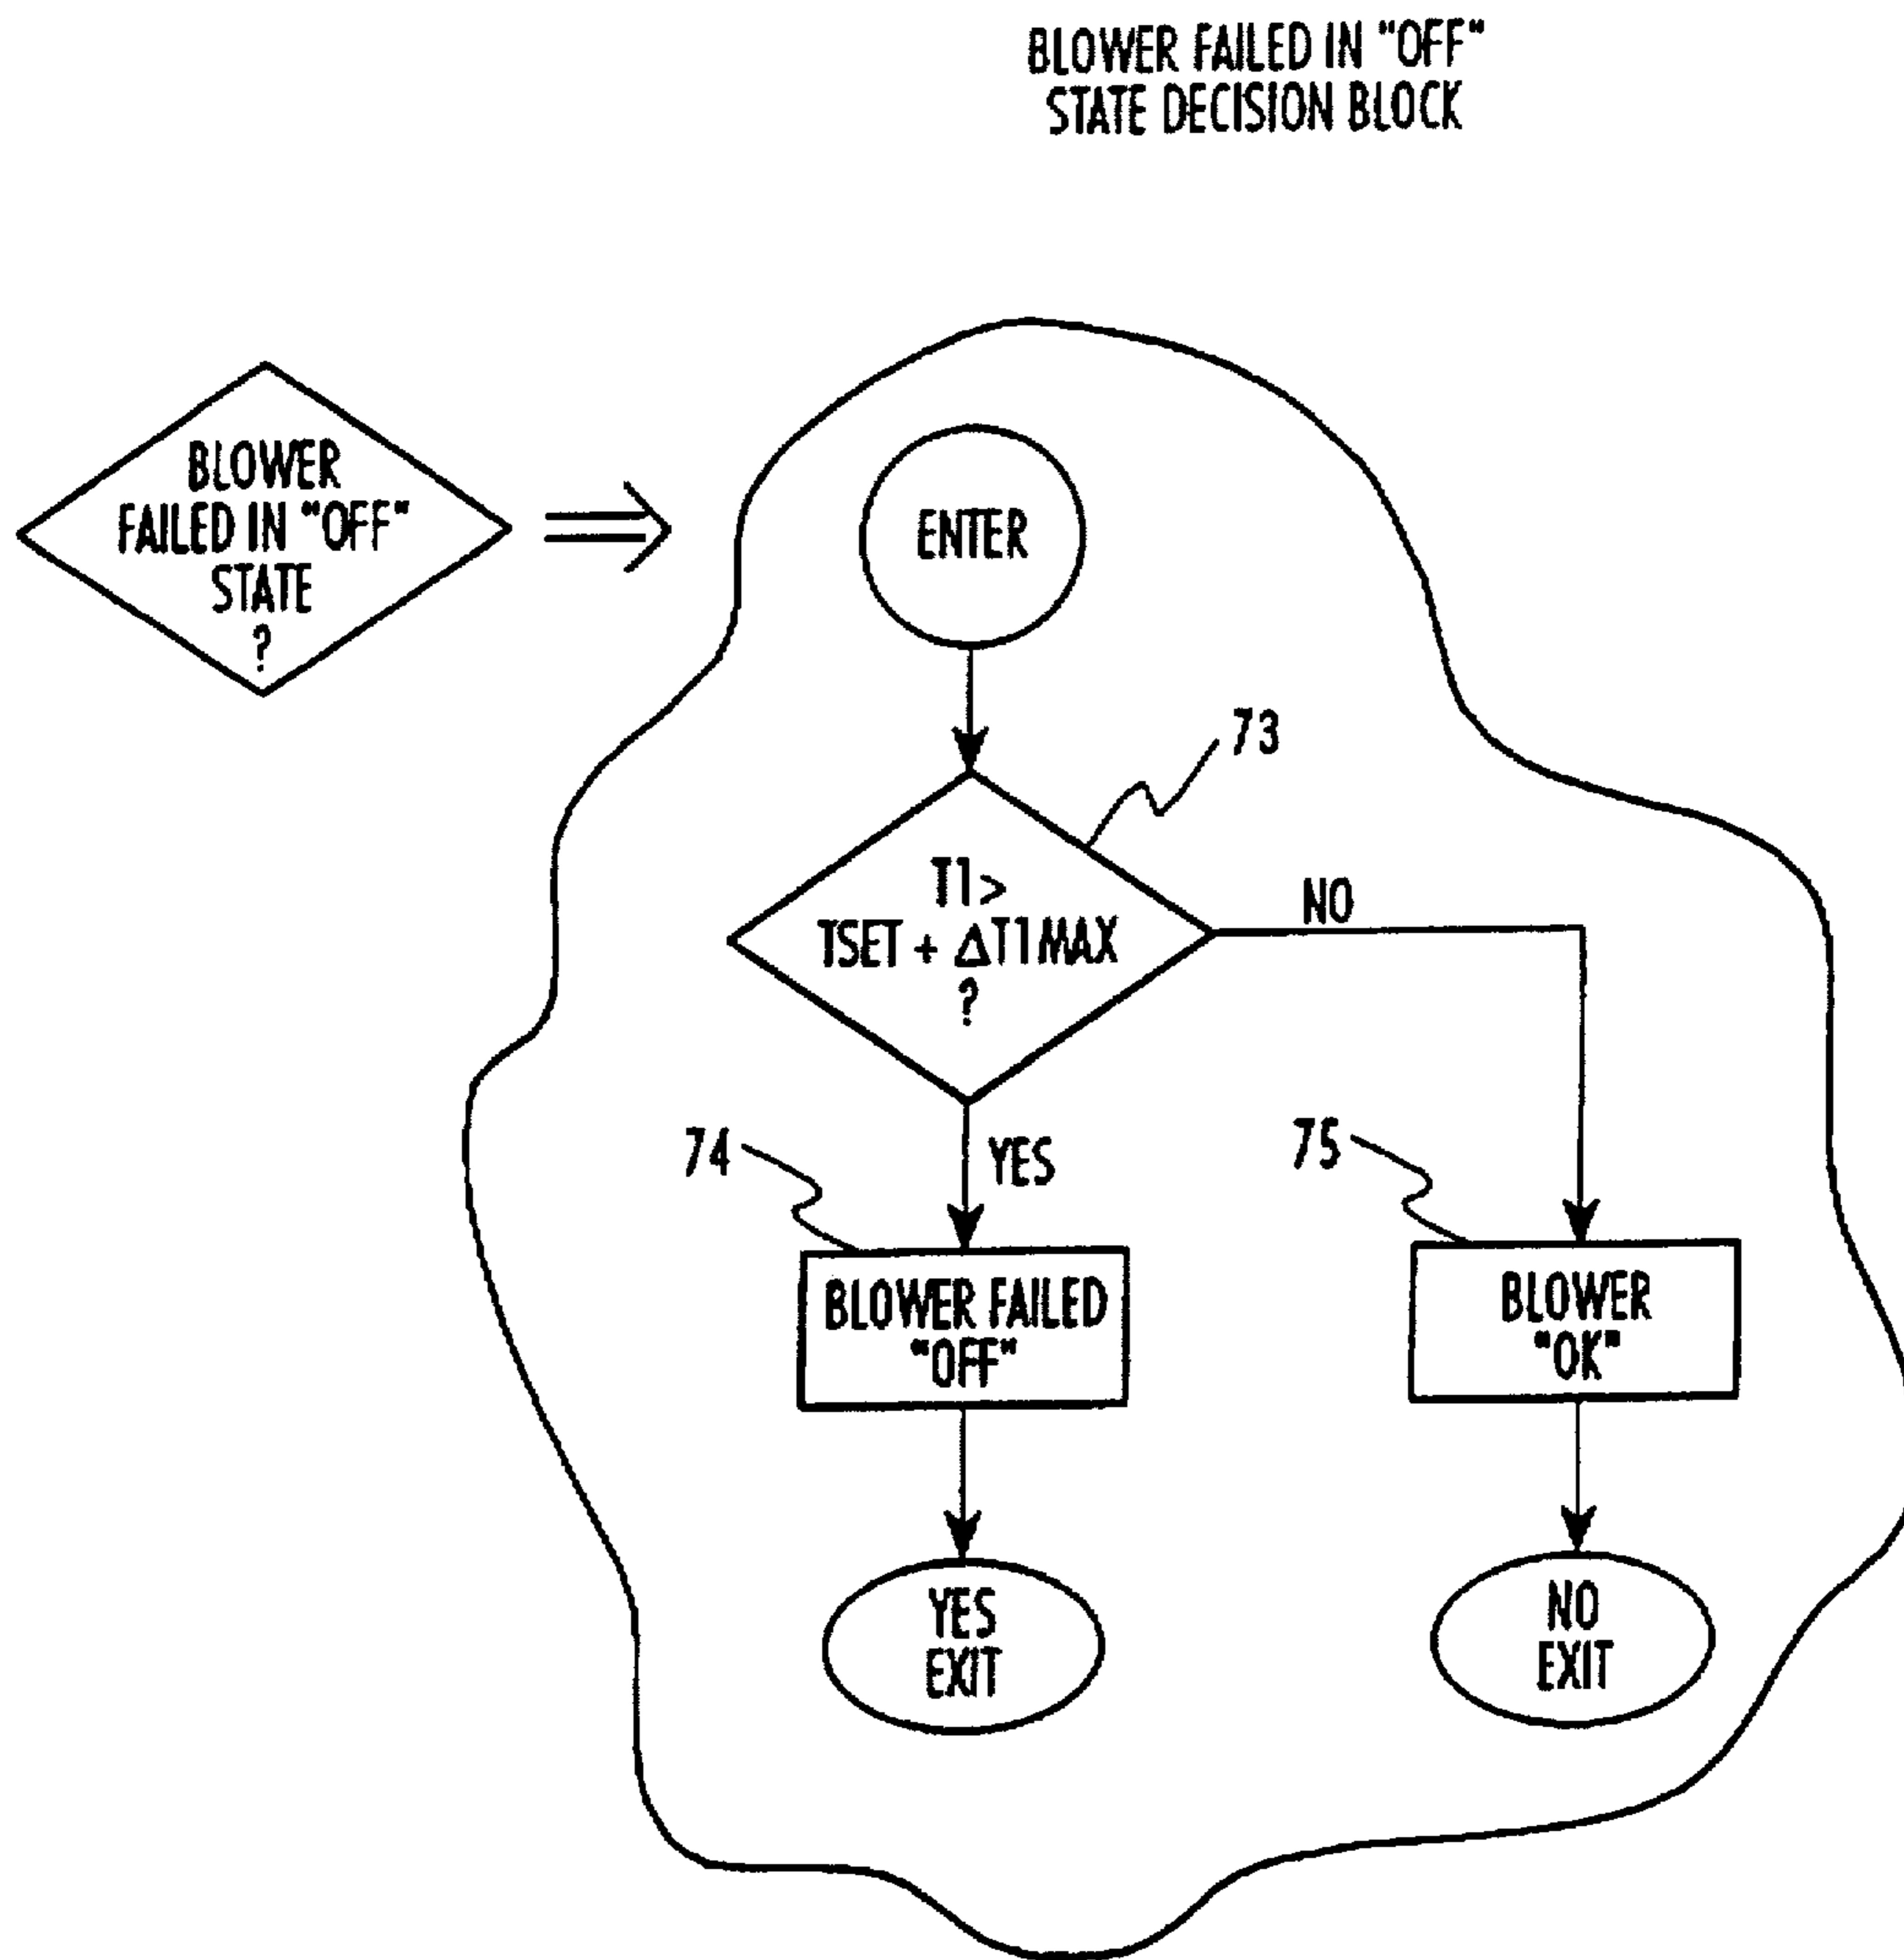 BLOWER FAILED IN "OFF"
STATE DECISION BLOCK
BLOWER
FAILED IN "OFF"
STATE
?
ENTER
73
T1>
TSET + ΔT1MAX
?
NO
YES
74
75
BLOWER FAILED
"OFF"
BLOWER
"OK"
YES
EXIT
NO
EXIT